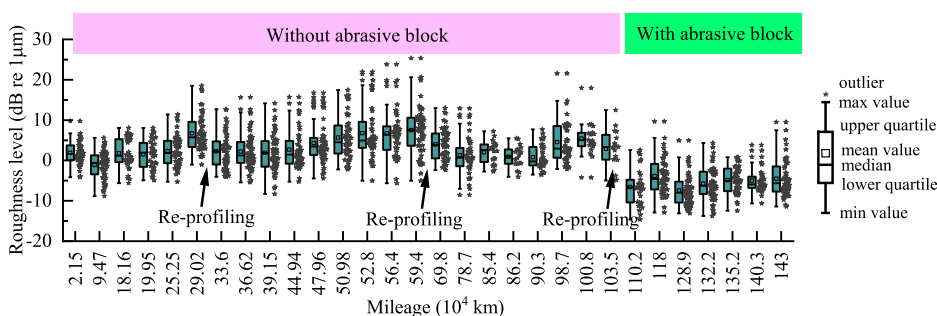 Without abrasive block
With abrasive block
Roughness level (dB re 1μm)
30
20
10
0
-10
-20
Re-profiling
Re-profiling
Re-profiling
2.15
9.47
18.16
19.95
25.25
29.02
33.6
36.62
39.15
44.94
47.96
50.98
52.8
56.4
59.4
69.8
78.7
85.4
86.2
90.3
98.7
100.8
103.5
110.2
118
128.9
132.2
135.2
140.3
143
Mileage (10⁴ km)
outlier
max value
upper quartile
mean value
median
lower quartile
min value